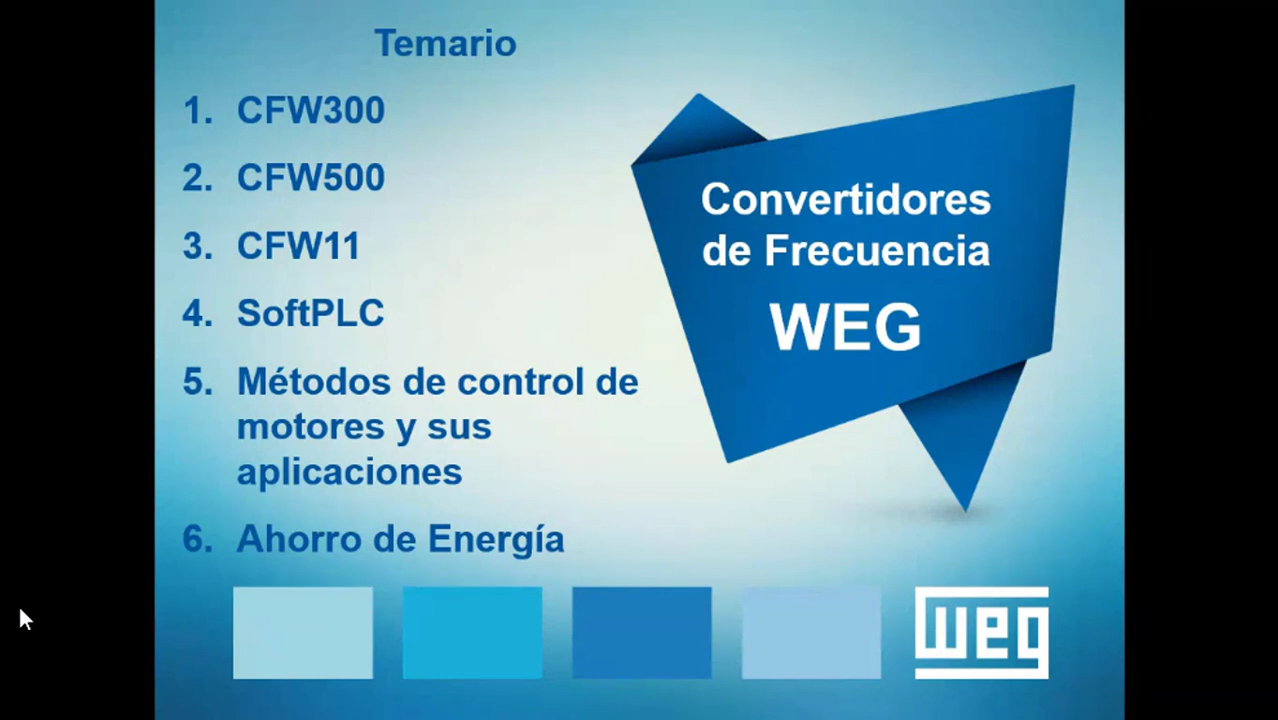 Temario
1. CFW300
2. CFW500
3. CFW11
4. SoftPLC
5. Métodos de control de
motores y sus
aplicaciones
6. Ahorro de Energía
Convertidores
de Frecuencia
WEG
weg